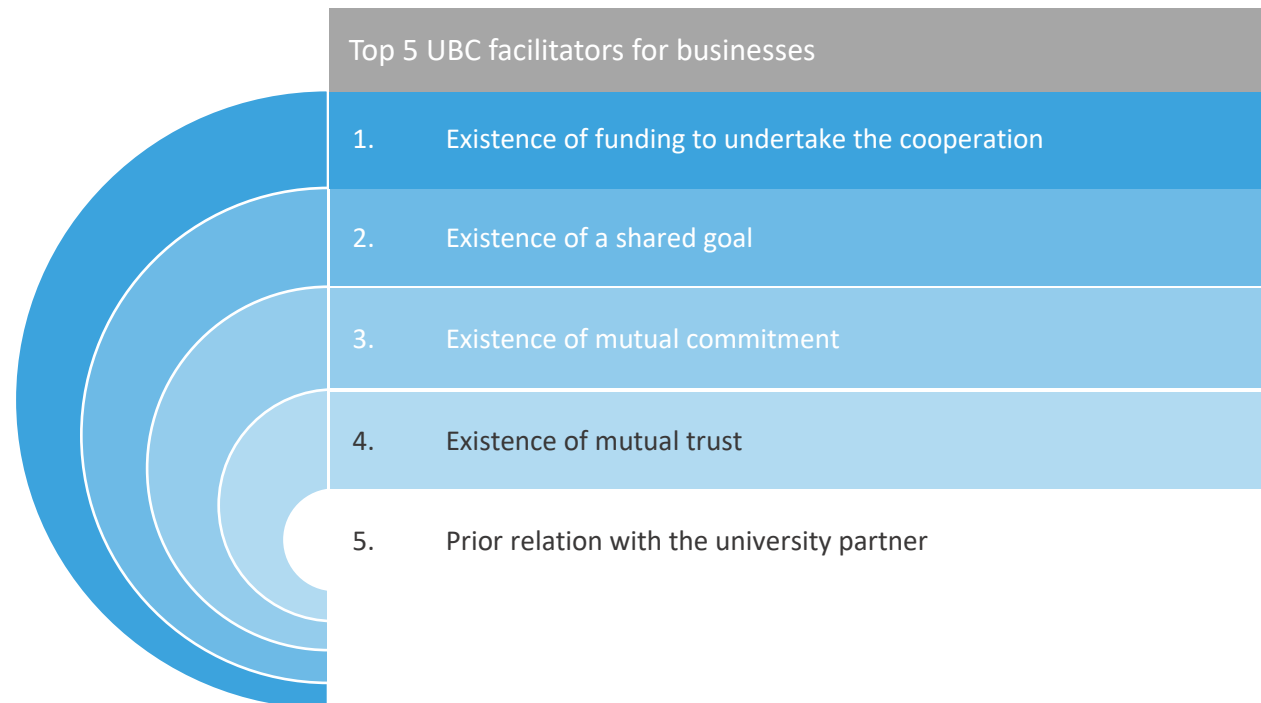 Top 5 UBC facilitators for businesses
1. Existence of funding to undertake the cooperation
2. Existence of a shared goal
3. Existence of mutual commitment
4. Existence of mutual trust
5. Prior relation with the university partner